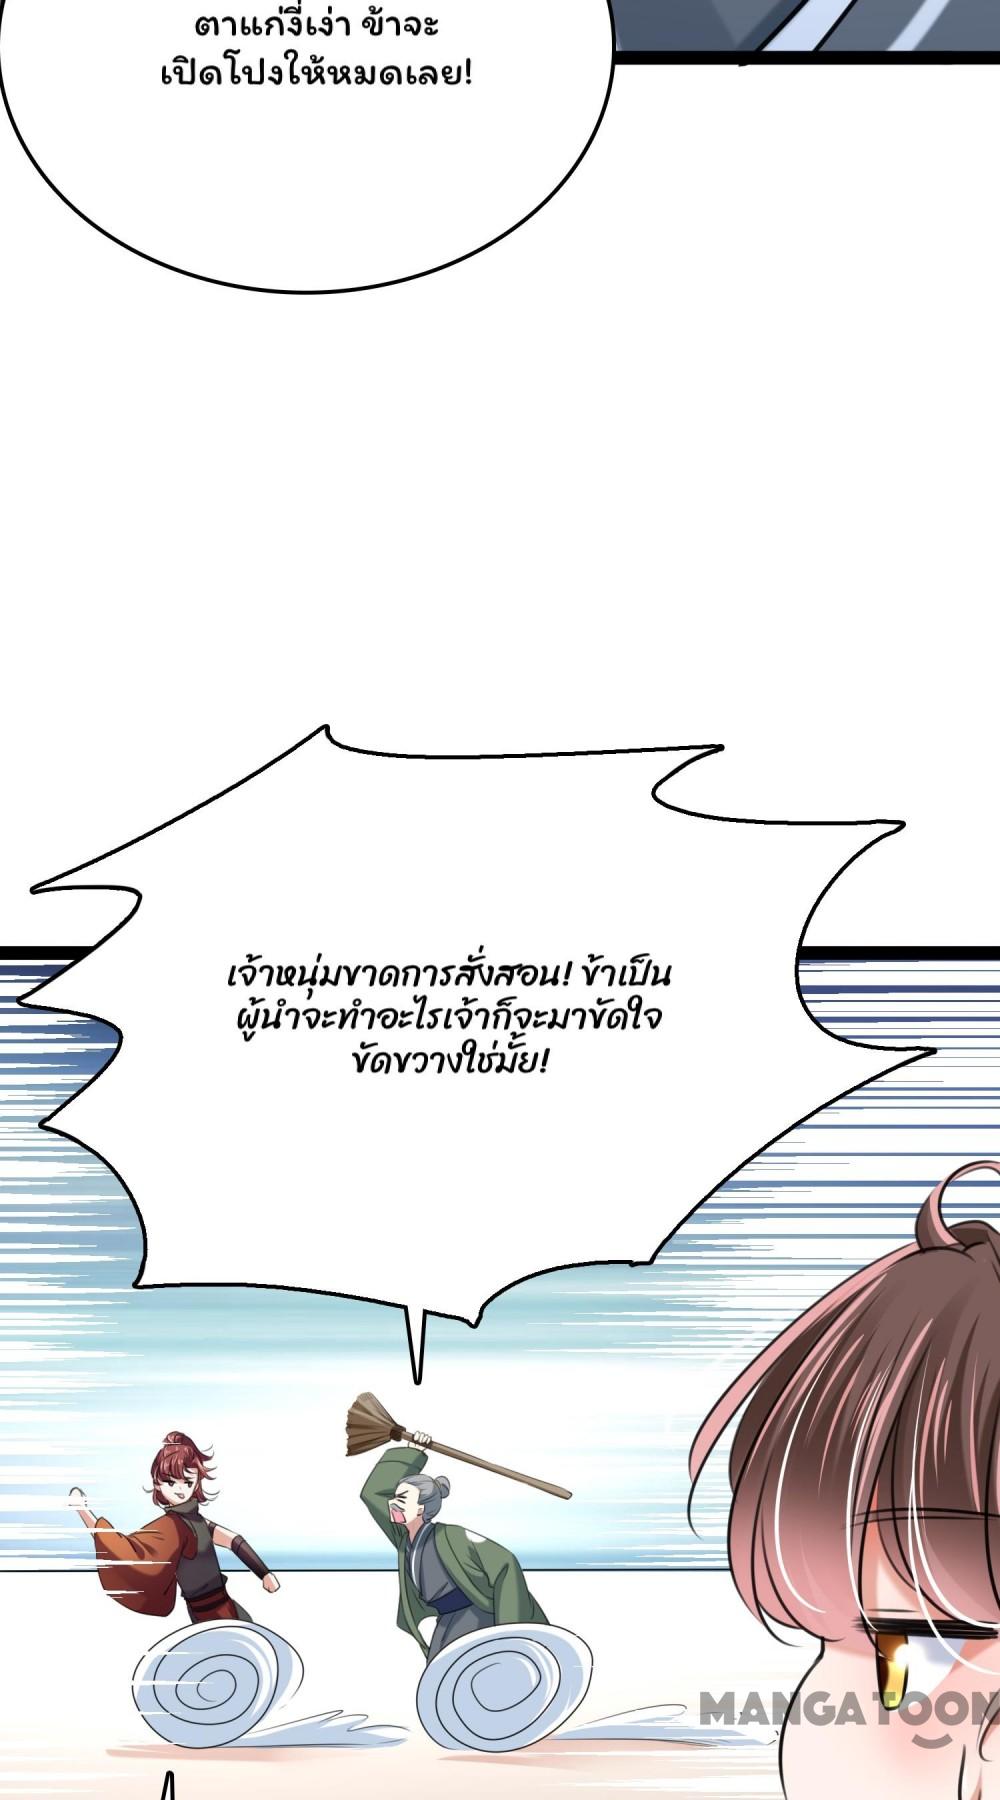 ตาแก่งี่เง่า ข้าจะ
เปิดโปงให้หมดเลย!
เจ้าหนุ่มขาดการสั่งสอน! ข้าเป็น
ผู้นำจะทำอะไรเจ้าก็จะมาขัดใจ
ขัดขวางใช่มั้ย!
MANGATOON